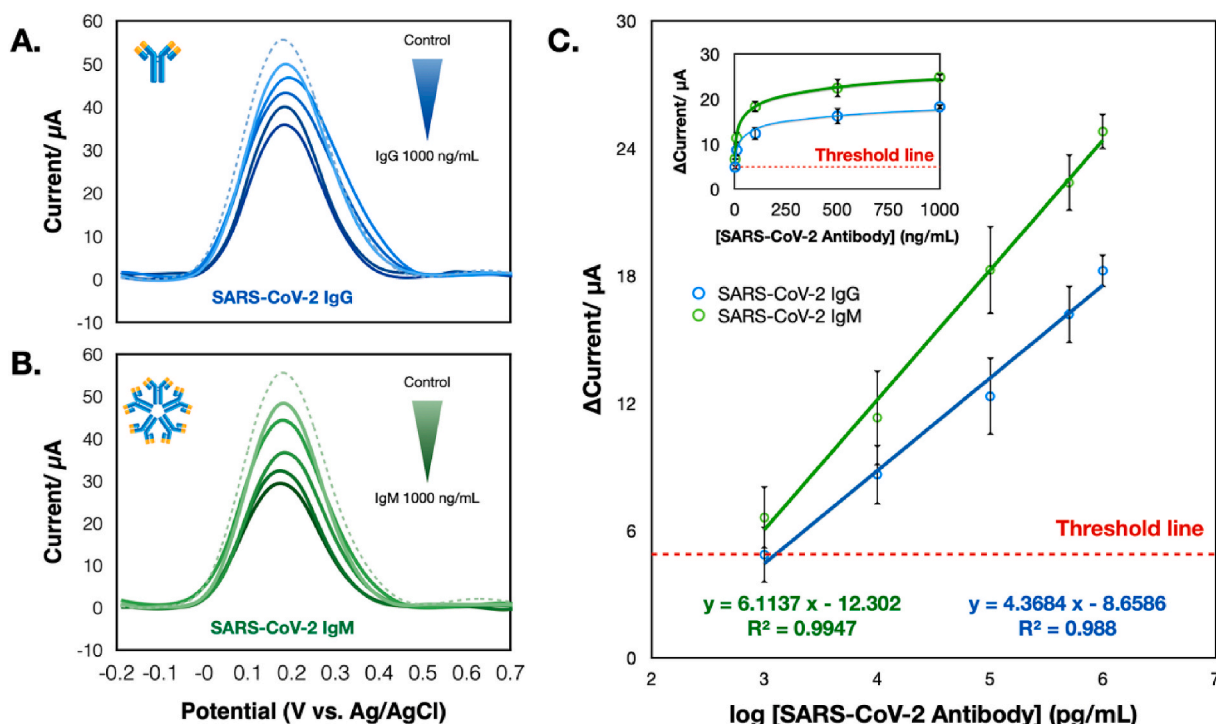 A.
60
50
40
30
20
10
0
-10
Current/ μA
Control
IgG 1000 ng/mL
SARS-CoV-2 IgG
B.
60
50
40
30
20
10
0
-10
Current/ μA
Control
IgM 1000 ng/mL
SARS-CoV-2 IgM
-0.2 -0.1 -0 0.1 0.2 0.3 0.4 0.5 0.6 0.7
Potential (V vs. Ag/AgCl)
C.
30
24
18
12
6
0
ΔCurrent/ μA
30
20
10
0
ΔCurrent/ μA
Threshold line
0 250 500 750 1000
[SARS-CoV-2 Antibody] (ng/mL)
SARS-CoV-2 IgG
SARS-CoV-2 IgM
Threshold line
y = 6.1137 x - 12.302
R² = 0.9947
y = 4.3684 x - 8.6586
R² = 0.988
2 3 4 5 6 7
log [SARS-CoV-2 Antibody] (pg/mL)